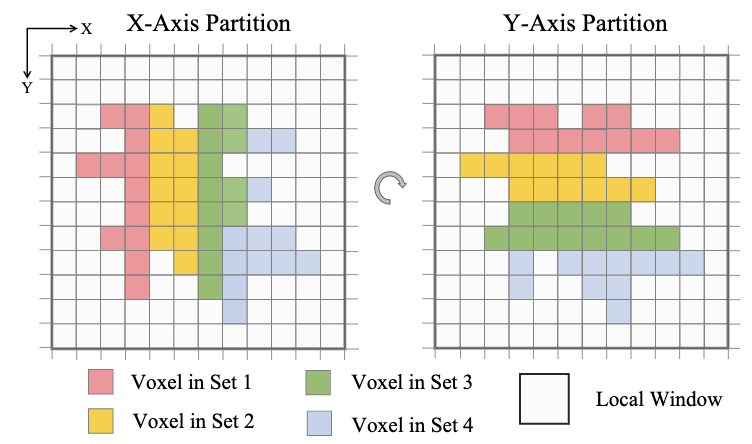 X-Axis Partition
Y-Axis Partition
X
Y
Voxel in Set 1
Voxel in Set 3
Local Window
Voxel in Set 2
Voxel in Set 4